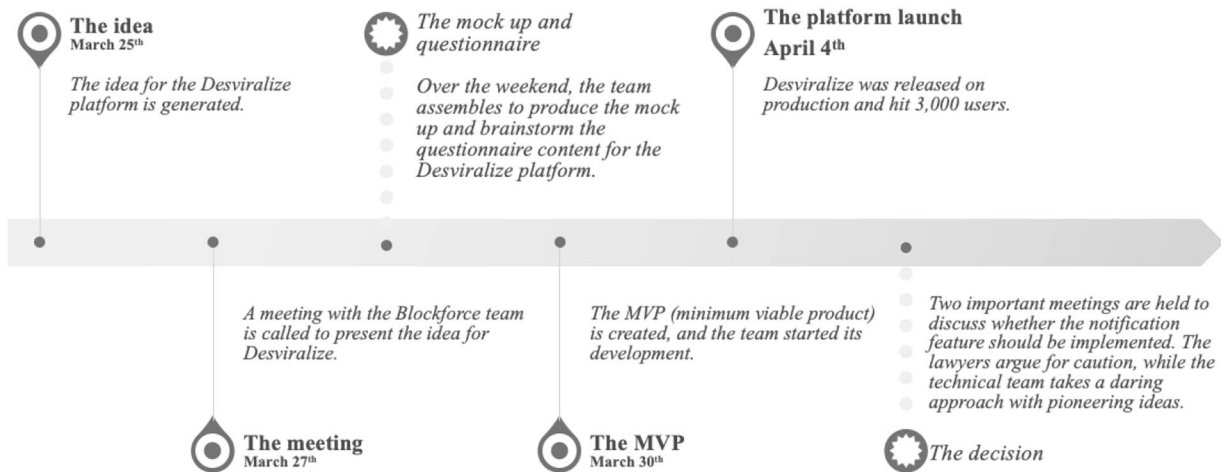 The idea
March 25th
The idea for the Desviralize
platform is generated.
The mock up and
questionnaire
Over the weekend, the team
assembles to produce the mock
up and brainstorm the
questionnaire content for the
Desviralize platform.
The platform launch
April 4th
Desviralize was released on
production and hit 3,000 users.
A meeting with the Blockforce team
is called to present the idea for
Desviralize.
The meeting
March 27th
The MVP (minimum viable product)
is created, and the team started its
development.
The MVP
March 30th
Two important meetings are held to
discuss whether the notification
feature should be implemented. The
lawyers argue for caution, while the
technical team takes a daring
approach with pioneering ideas.
The decision